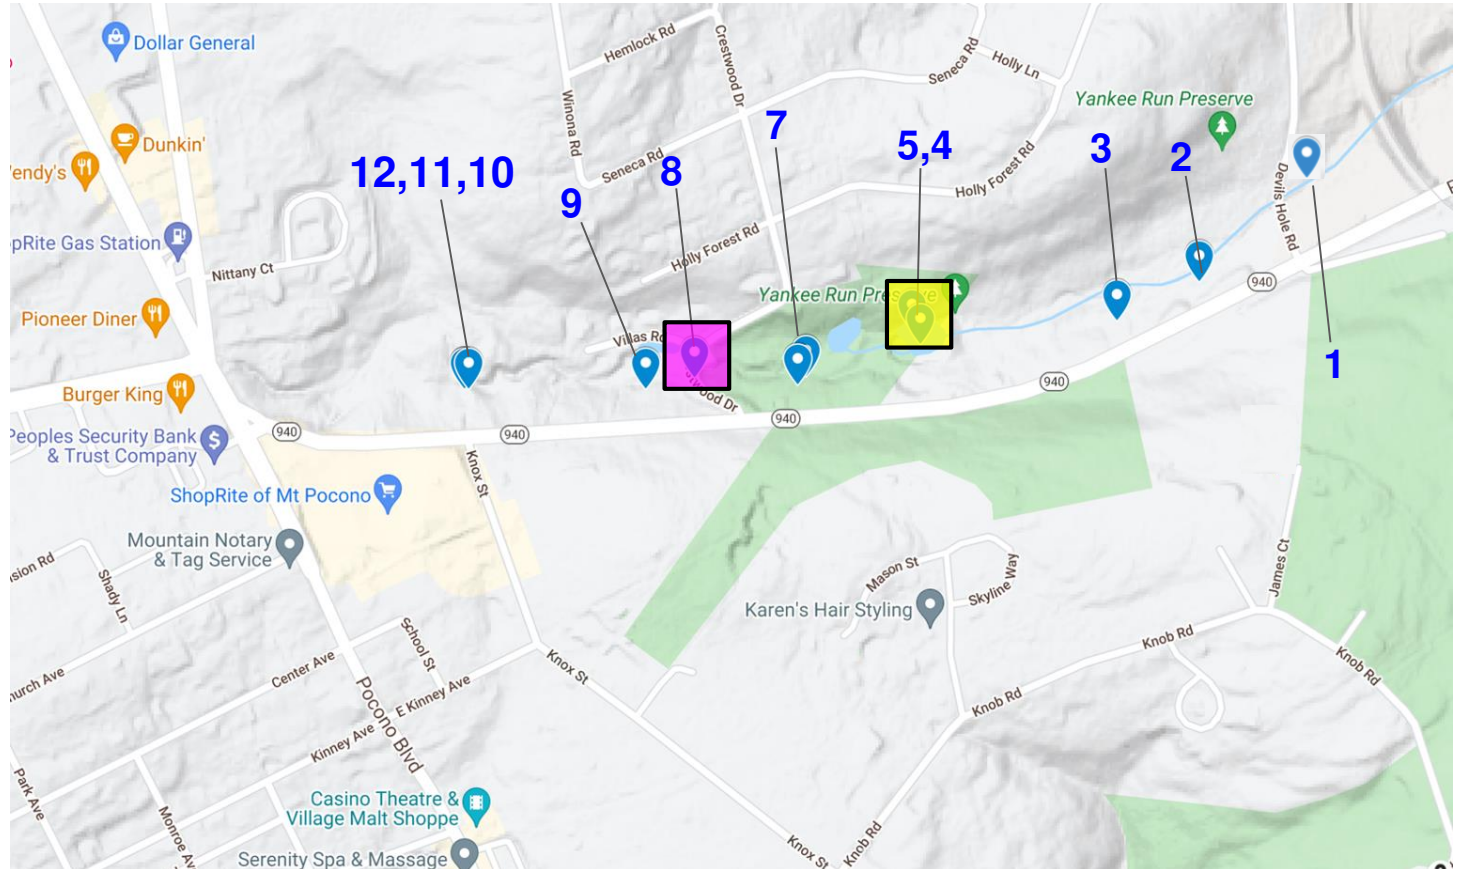 Dollar General
Hemlock Rd
Crestwood Dr
Seneca Rd
Holly Ln
Yankee Run Preserve
Dunkin'
Winona Rd
7
5,4
3
2
endy's
12,11,10
8
Seneca Rd
Holly Forest Rd
9
Devils Hole Rd
pRite Gas Station
Holly Forest Rd
Nittany Ct
940
Yankee Run Preserve
Pioneer Diner
Villas Rd
1
Burger King
wood Dr
940
940
940
940
Peoples Security Bank
& Trust Company
Knox St
ShopRite of Mt Pocono
Mountain Notary
& Tag Service
sion Rd
Shady Ln
Mason St
Skyline Way
James Ct
Karen's Hair Styling
School St
Knob Rd
Center Ave
Knox St
Knob Rd
hurch Ave
E Kinney Ave
Pocono Blvd
Knob Rd
Kinney Ave
Park Ave
Casino Theatre &
Village Malt Shoppe
Monroe Av
Knox St
Knob Rd
Serenity Spa & Massage